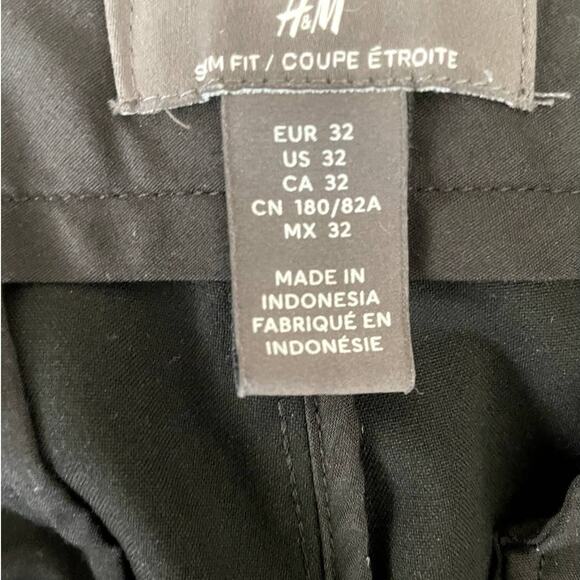 H&M
SLIM FIT / COUPE ÉTROITE
EUR 32
US 32
CA 32
CN 180/82A
MX 32
MADE IN
INDONESIA
FABRIQUÉ EN
INDONÉSIE